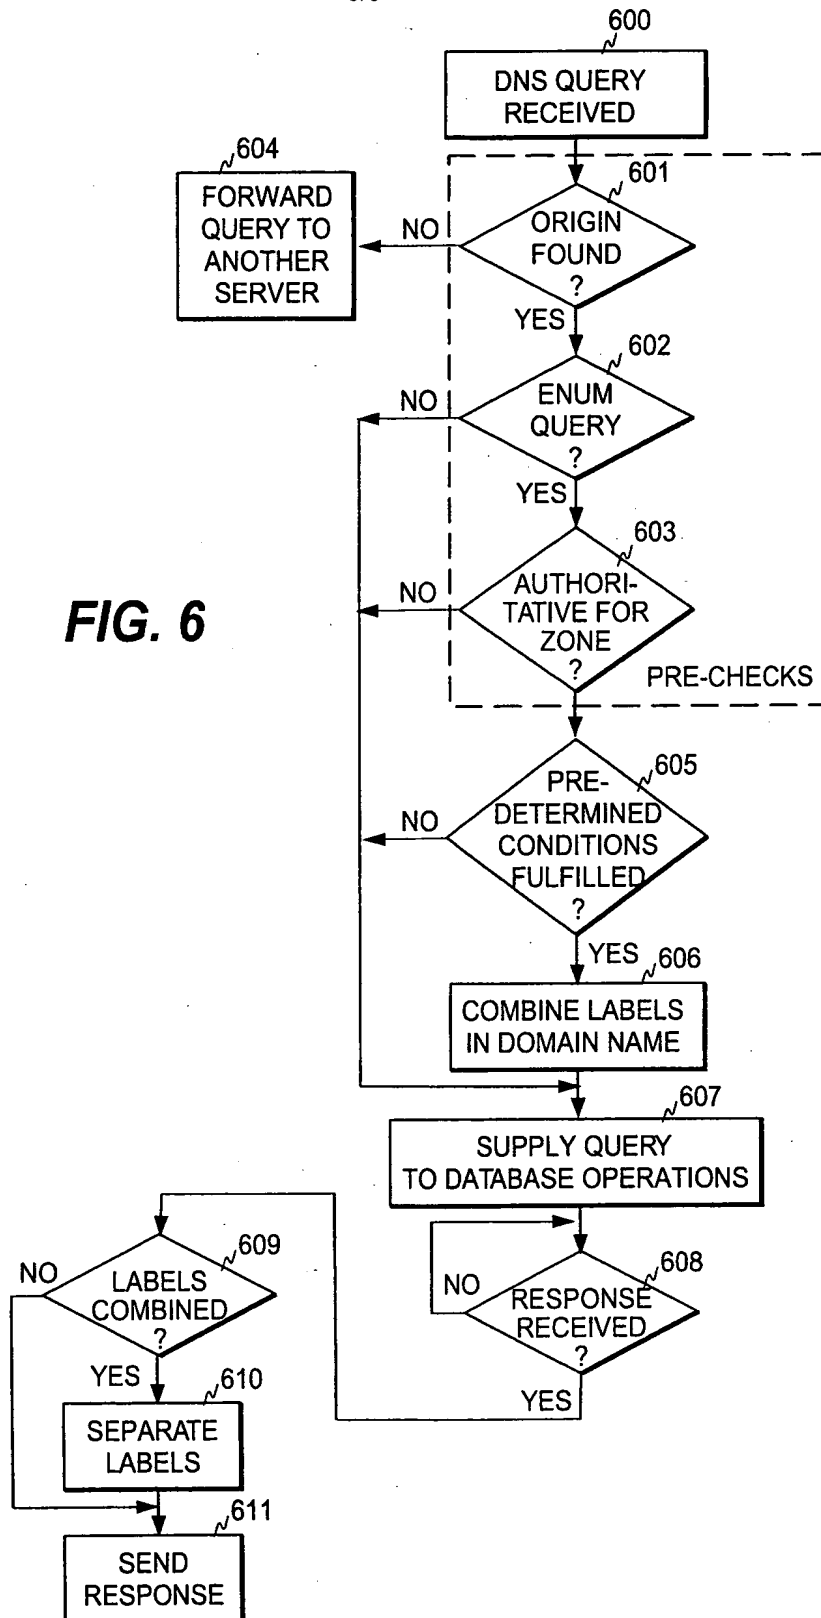 600
DNS QUERY
RECEIVED
604
FORWARD
QUERY TO
ANOTHER
SERVER
NO
601
ORIGIN
FOUND
?
YES
602
NO
ENUM
QUERY
?
YES
603
NO
AUTHORI-
TATIVE FOR
ZONE
?
PRE-CHECKS
FIG. 6
605
NO
PRE-
DETERMINED
CONDITIONS
FULFILLED
?
YES
606
COMBINE LABELS
IN DOMAIN NAME
607
SUPPLY QUERY
TO DATABASE OPERATIONS
608
NO
RESPONSE
RECEIVED
?
YES
609
NO
LABELS
COMBINED
?
YES
610
SEPARATE
LABELS
611
SEND
RESPONSE